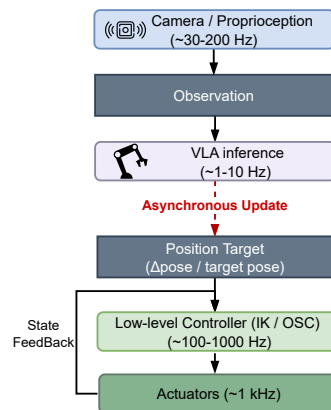 Camera / Proprioception
(~30-200 Hz)
Observation
VLA inference
(~1-10 Hz)
Asynchronous Update
Position Target
(Δpose / target pose)
State
FeedBack
Low-level Controller (IK / OSC)
(~100-1000 Hz)
Actuators (~1 kHz)